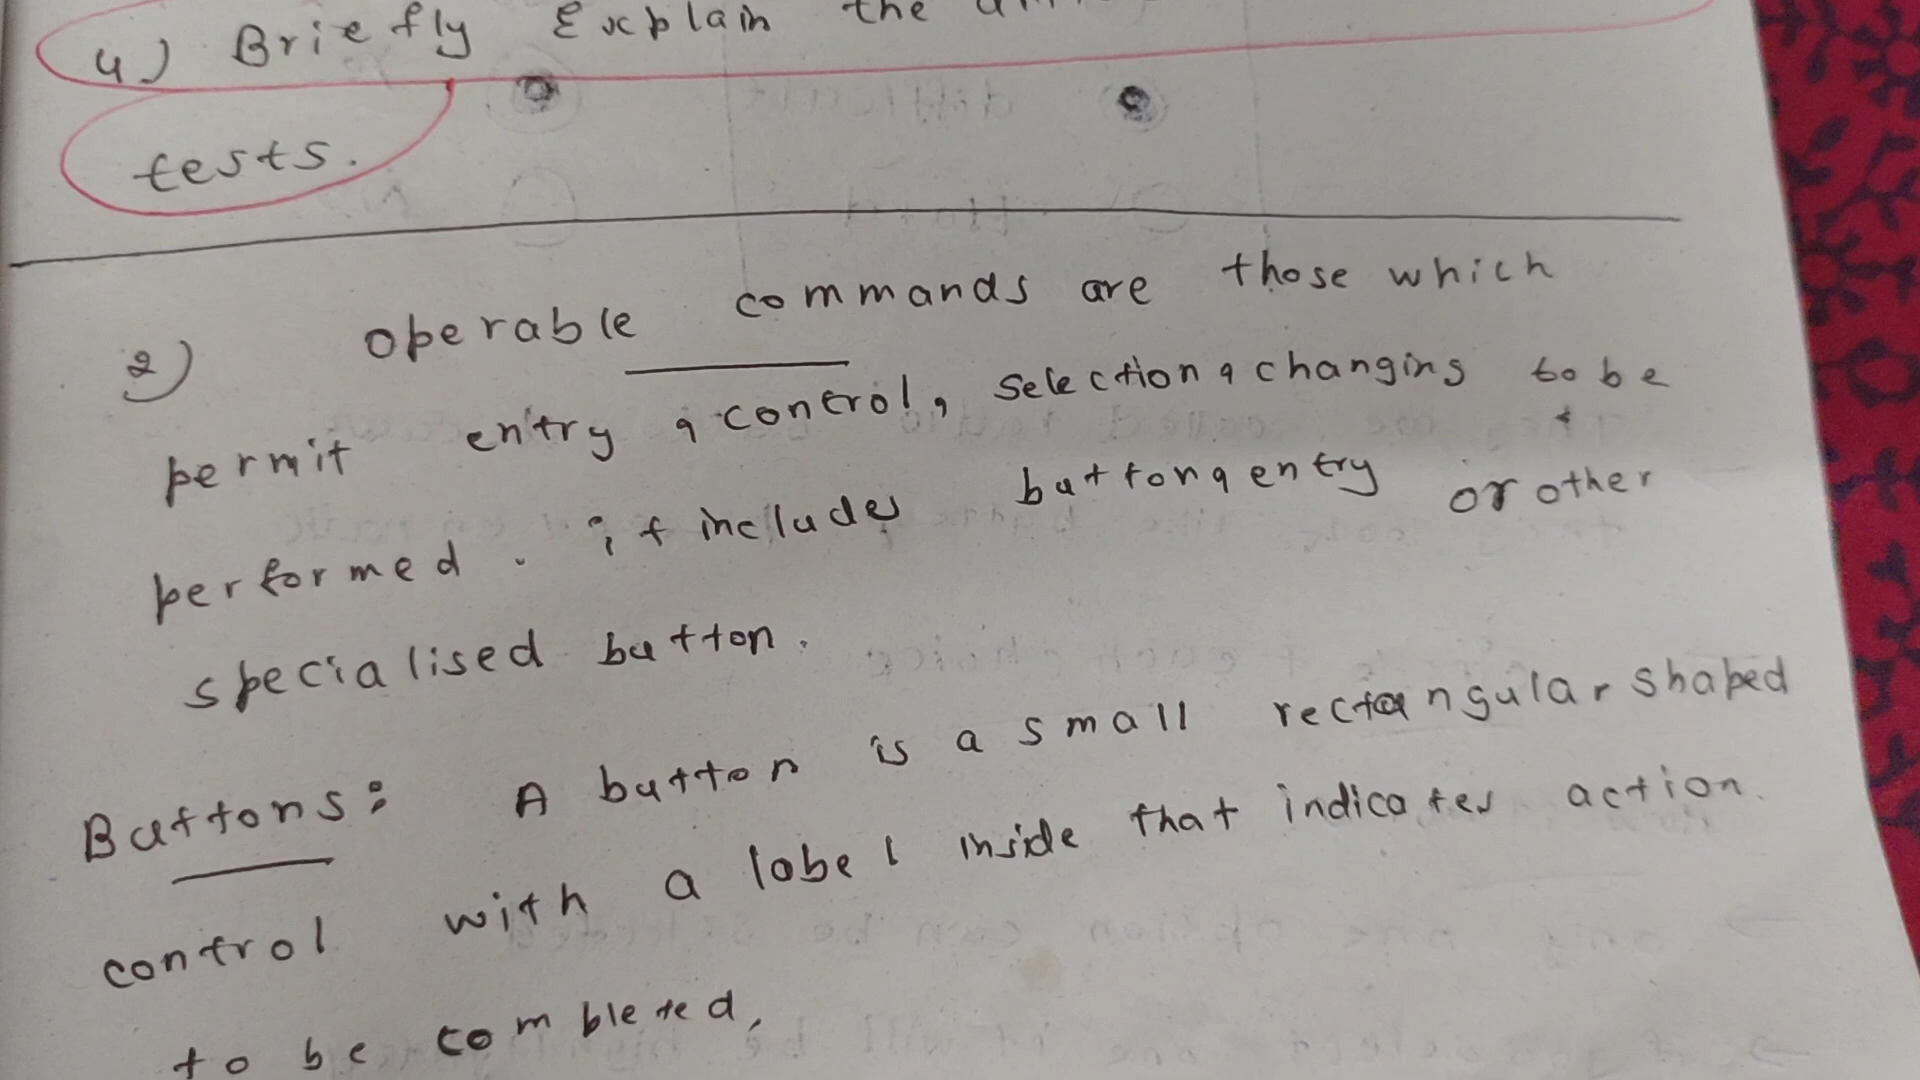 4) Briefly Explain the
tests.
2) operable commands are those which
permit entry, control, selection, changing to be
performed. it includes button, entry or other
specialised button.
Buttons: A button is a small rectangular shaped
control with a label inside that indicates action
to be completed,